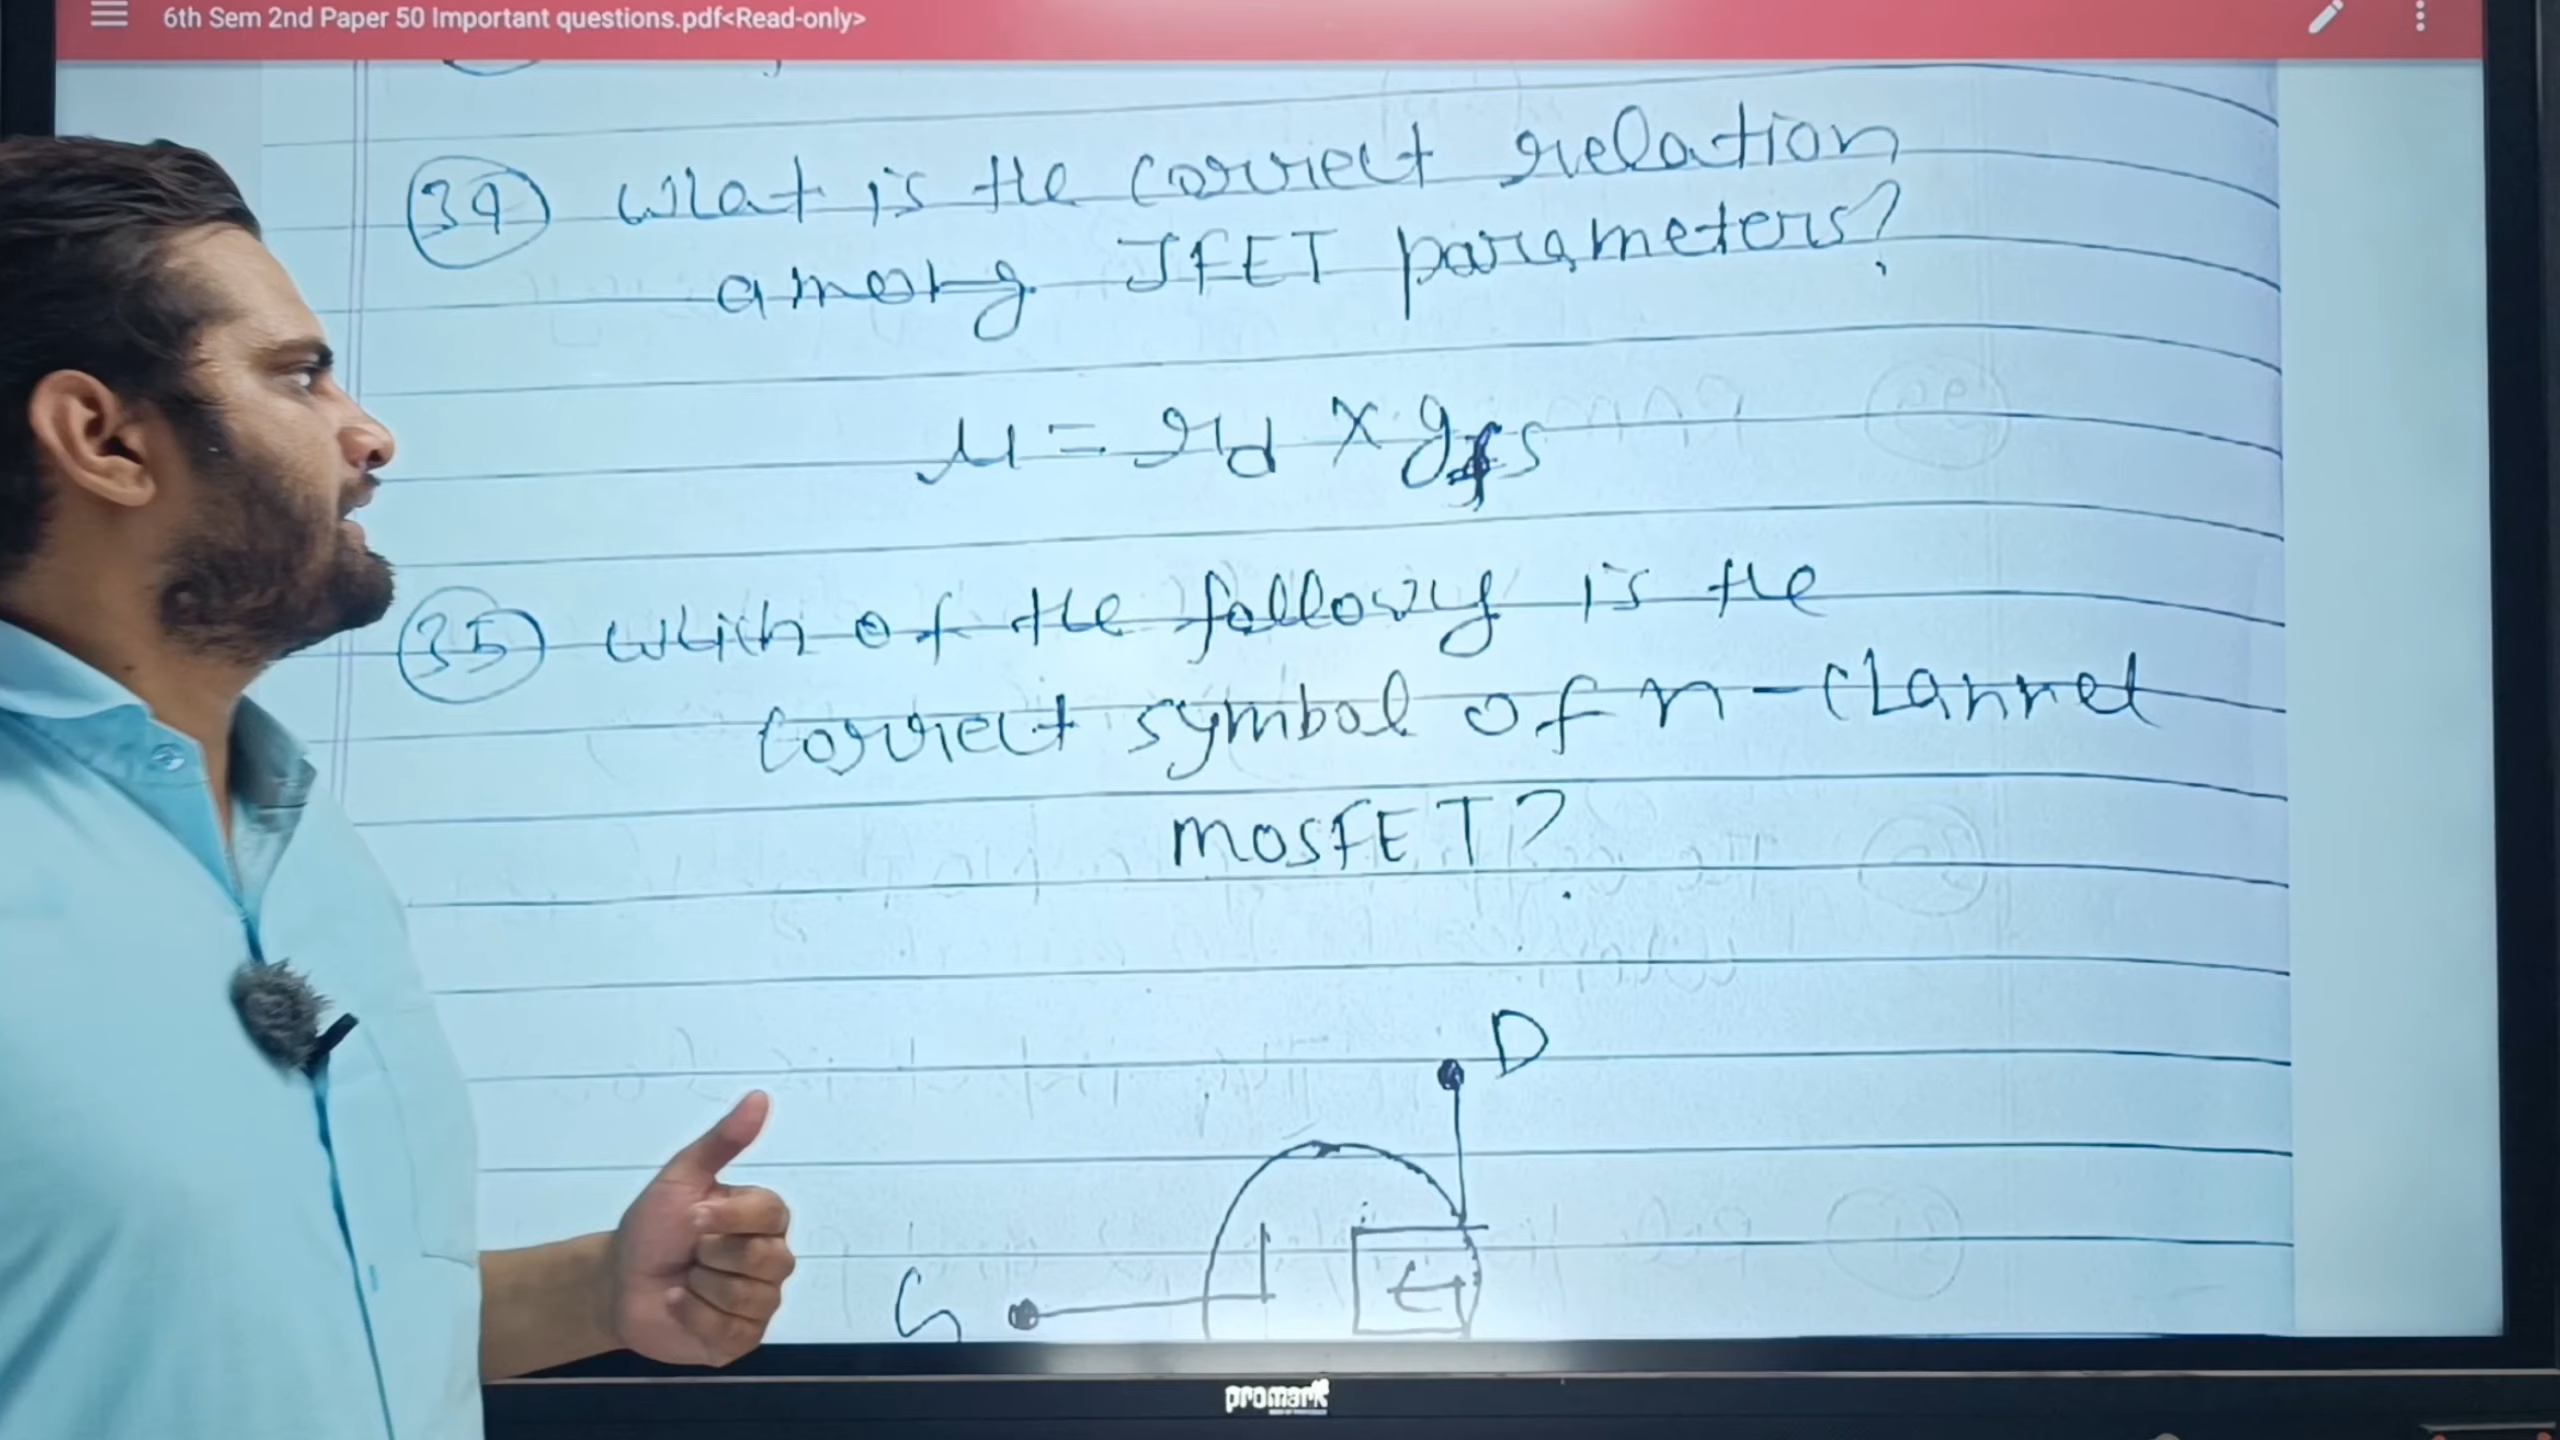 6th Sem 2nd Paper 50 Important questions.pdf<Read-only>
34 What is the correct relation
among JFET parameters?
μ = rd × gfs
35 which of the following is the
correct symbol of n-channel
MOSFET?
D
G
promark